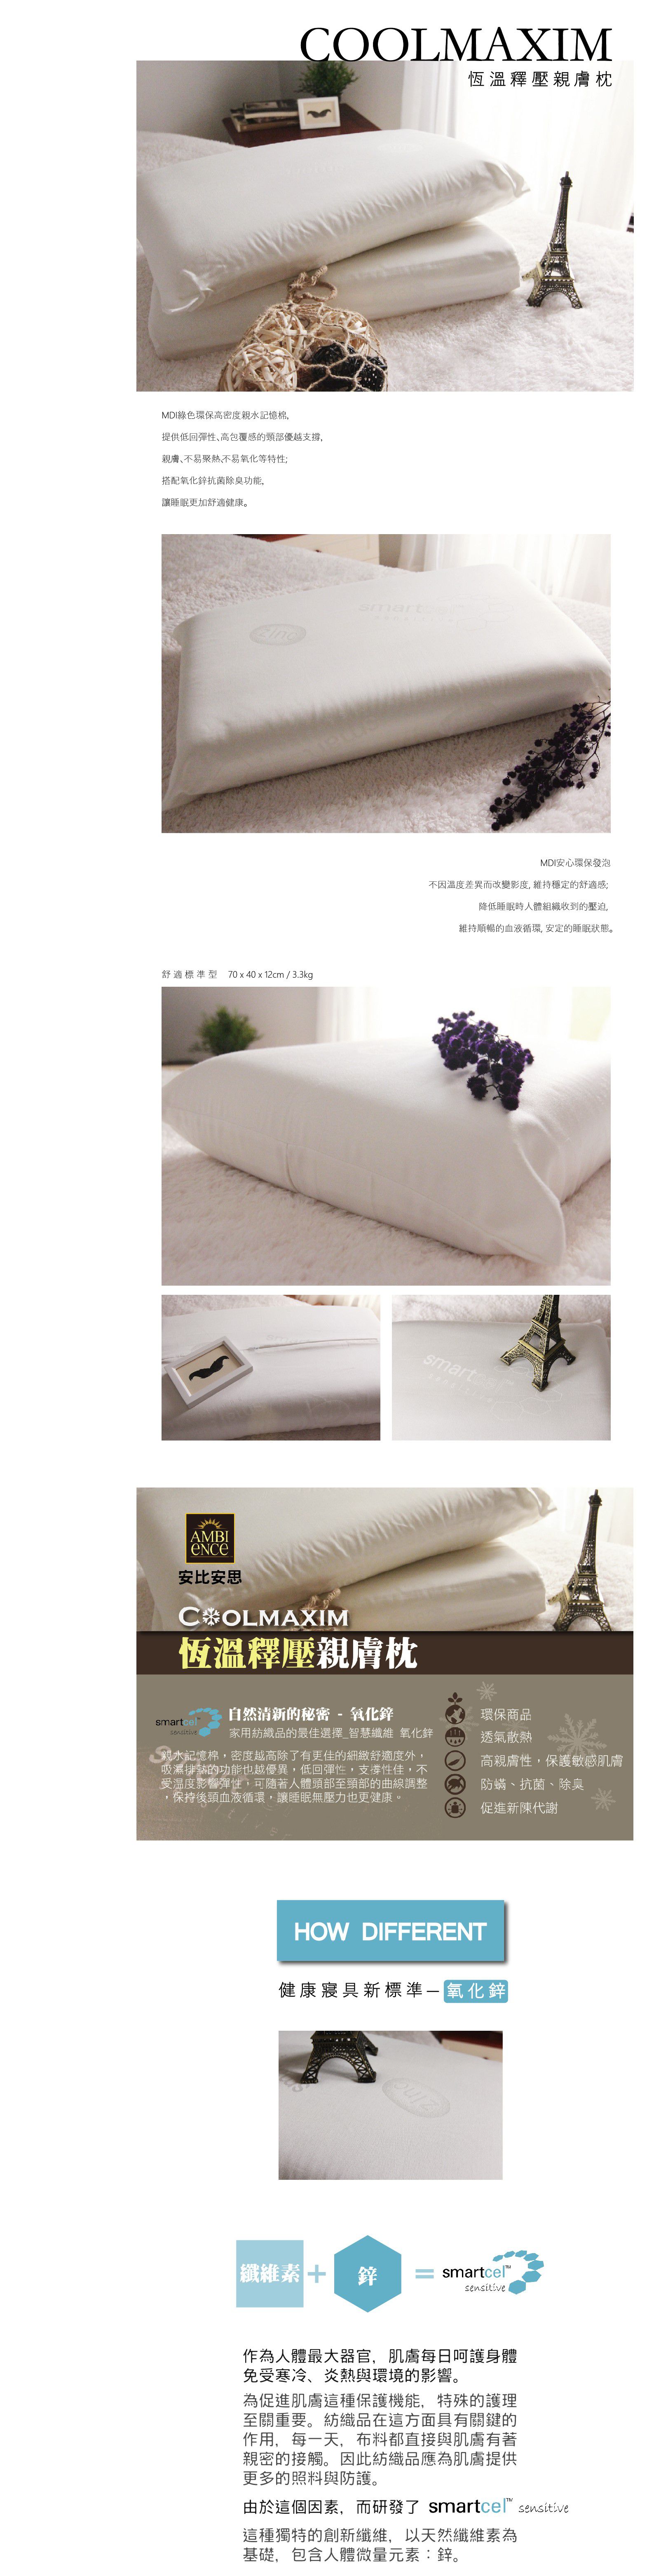 COOLMAXIM
恆溫釋壓親膚枕
MDI綠色環保高密度親水記憶棉,
提供低回彈性、高包覆感的頸部優越支撐,
親膚、不易聚熱,不易氧化等特性;
搭配氧化鋅抗菌除臭功能,
讓睡眠更加舒適健康。
smartcel
zinc
MDI安心環保發泡
不因溫度差異而改變影度, 維持穩定的舒適感;
降低睡眠時人體組織收到的壓迫,
維持順暢的血液循環, 安定的睡眠狀態。
舒適標準型 70 x 40 x 12cm / 3.3kg
smart
AMBI
ENCE
安比安思
COOLMAXIM
恆溫釋壓親膚枕
smartcel
sensitive
自然清新的秘密 - 氧化鋅
家用紡織品的最佳選擇_智慧纖維 氧化鋅
親水記憶棉，密度越高除了有更佳的細緻舒適度外，
吸濕排熱的功能也越優異，低回彈性，支撐性佳，不
受溫度影響彈性，可隨著人體頭部至頸部的曲線調整
，保持後頸血液循環，讓睡眠無壓力也更健康。
環保商品
透氣散熱
高親膚性，保護敏感肌膚
防蟎、抗菌、除臭
促進新陳代謝
HOW DIFFERENT
健康寢具新標準—氧化鋅
zinc
纖維素 + 鋅 = smartcel™
sensitive
作為人體最大器官，肌膚每日呵護身體
免受寒冷、炎熱與環境的影響。
為促進肌膚這種保護機能，特殊的護理
至關重要。紡織品在這方面具有關鍵的
作用，每一天，布料都直接與肌膚有著
親密的接觸。因此紡織品應為肌膚提供
更多的照料與防護。
由於這個因素，而研發了 smartcel™ sensitive
這種獨特的創新纖維，以天然纖維素為
基礎，包含人體微量元素：鋅。